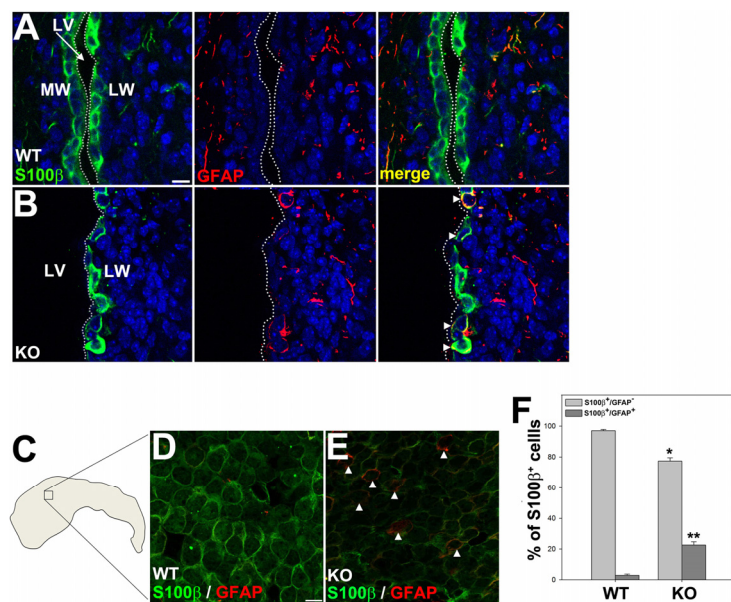 A
LV
MW
LW
WT
S100β
GFAP
merge
B
LV
LW
KO
C
D
WT
S100β / GFAP
E
KO
S100β / GFAP
F
S100β⁺/GFAP⁻
S100β⁺/GFAP⁺
% of S100β⁺ cellls
100
80
60
40
20
0
*
**
WT
KO